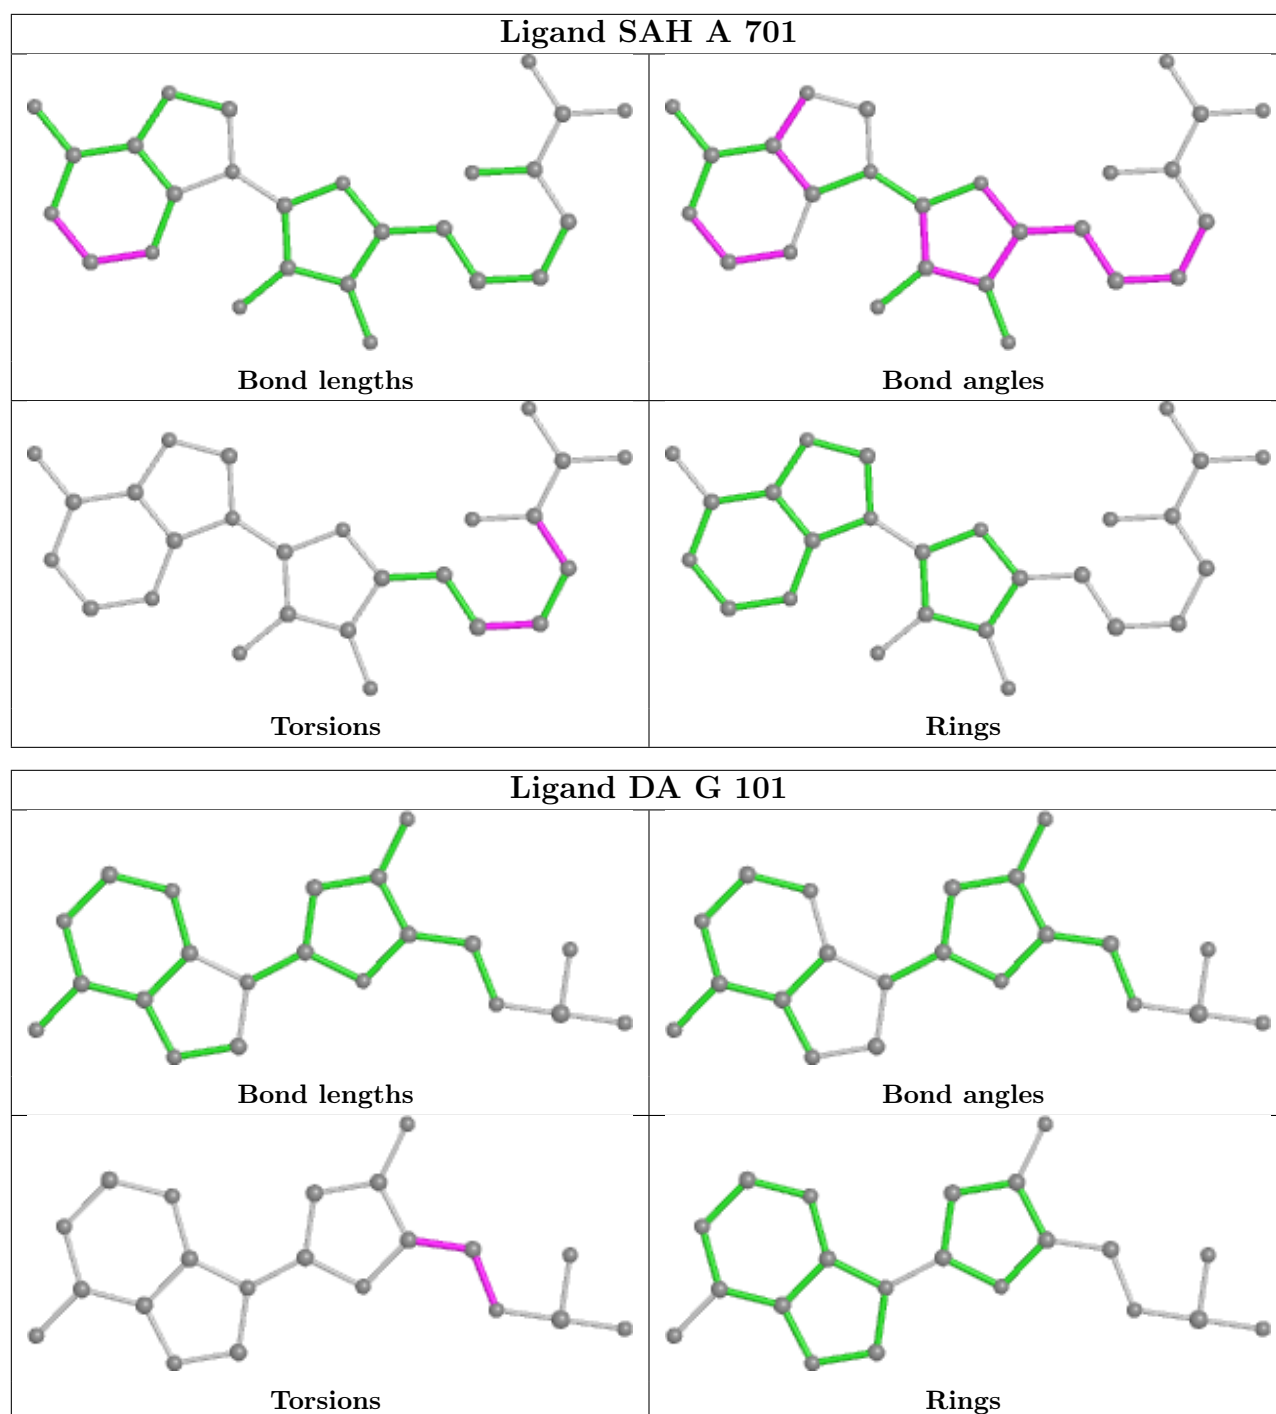 Ligand SAH A 701
Bond lengths
Bond angles
Torsions
Rings
Ligand DA G 101
Bond lengths
Bond angles
Torsions
Rings